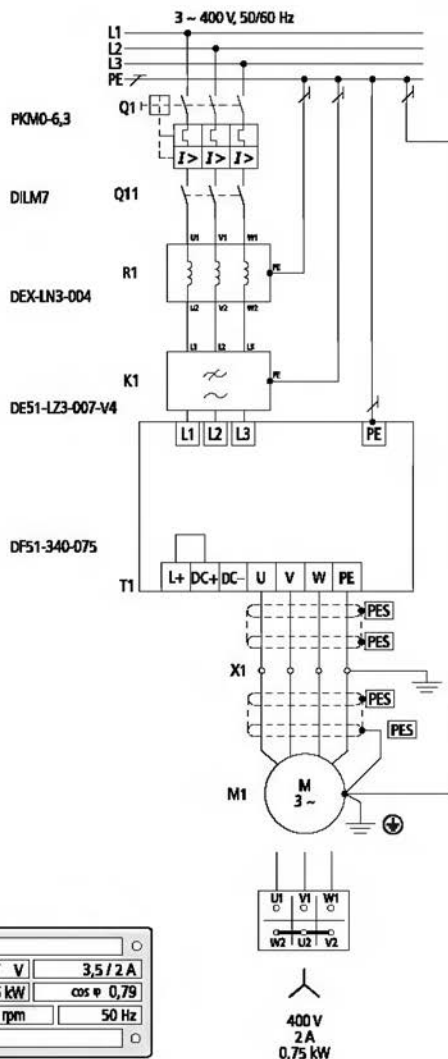 3 ~ 400 V, 50/60 Hz
L1
L2
L3
PE
Q1
PKM0-6,3
I> I> I>
DILM7 Q11
U1 V1 W1
R1 PE
DEX-LN3-004
U2 V2 W2
L1 L2 L3
K1 PE
DE51-LZ3-007-V4
L1 L2 L3 PE
DF51-340-075
T1 L+ DC+ DC– U V W PE
PES
PES
X1
PES
PES
M1 M
3 ~
U1 V1 W1
W2 U2 V2
V 3,5 / 2 A
kW cos φ 0,79
rpm 50 Hz
400 V
2 A
0,75 kW